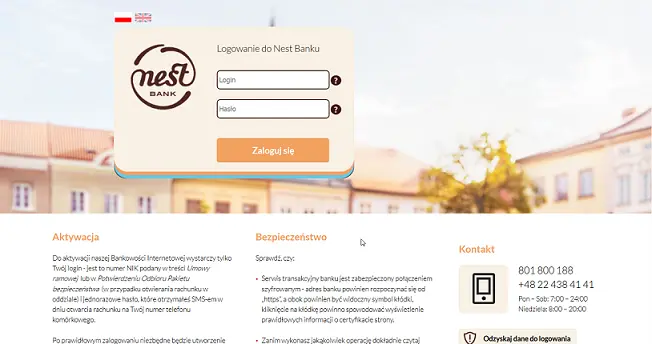 nest
BANK
Logowanie do Nest Banku
Login
?
Hasło
?
Zaloguj się
Aktywacja
Do aktywacji naszej Bankowości Internetowej wystarczy tylko
Twój login - jest to numer NIK podany w treści Umowy
ramowej lub w Potwierdzeniu Odbioru Pakietu
bezpieczeństwa (w przypadku otwierania rachunku w
oddziale) i jednorazowe hasło, które otrzymałeś SMS-em w
dniu otwarcia rachunku na Twój numer telefonu
komórkowego.
Po prawidłowym zalogowaniu niezbędne będzie utworzenie
Bezpieczeństwo
Sprawdź, czy:
• Serwis transakcyjny banku jest zabezpieczony połączeniem
szyfrowanym - adres banku powinien rozpoczynać się od
„https”, a obok powinien być widoczny symbol kłódki,
kliknięcie na kłódkę powinno spowodować wyświetlenie
prawidłowych informacji o certyfikacie strony.
• Zanim wykonasz jakąkolwiek operację dokładnie czytaj
Kontakt
801 800 188
+48 22 438 41 41
Pon – Sob: 7:00 – 24:00
Niedziela: 8:00 – 20:00
Odzyskaj dane do logowania